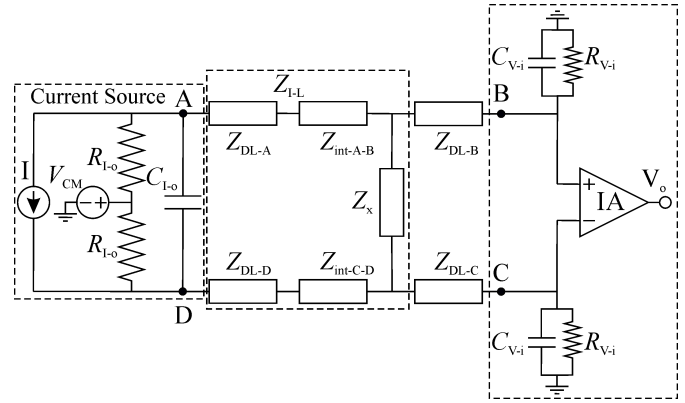 Current Source
A
Z_I-L
B
C_V-i
R_V-i
Z_DL-A
Z_int-A-B
Z_DL-B
I
V_CM
R_I-o
C_I-o
Z_x
+
−
IA
V_o
− +
R_I-o
Z_DL-D
Z_int-C-D
Z_DL-C
C
D
C_V-i
R_V-i